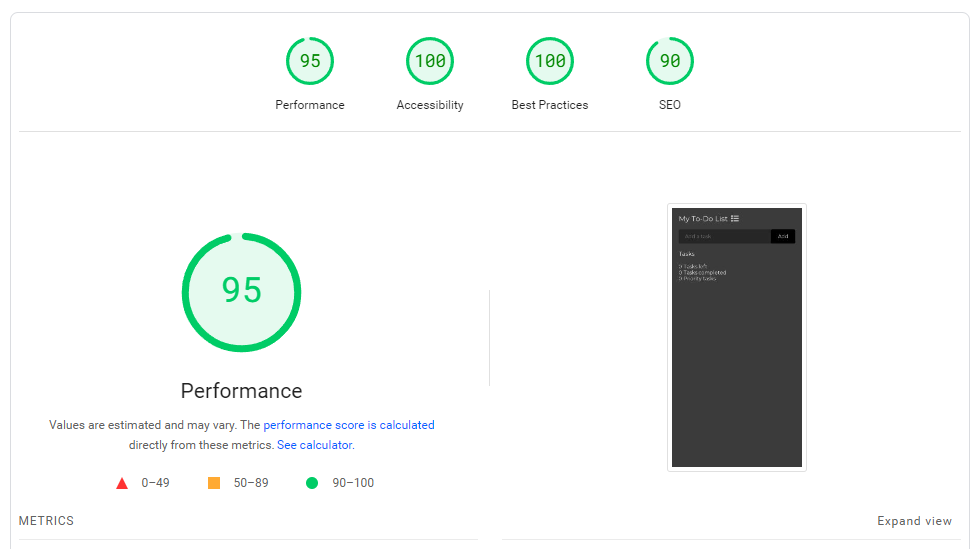 95
100
100
90
Performance
Accessibility
Best Practices
SEO
My To-Do List
Add a task
Add
Tasks
0 Tasks left
0 Tasks completed
0 Priority tasks
95
Performance
Values are estimated and may vary. The performance score is calculated
directly from these metrics. See calculator.
0–49
50–89
90–100
METRICS
Expand view